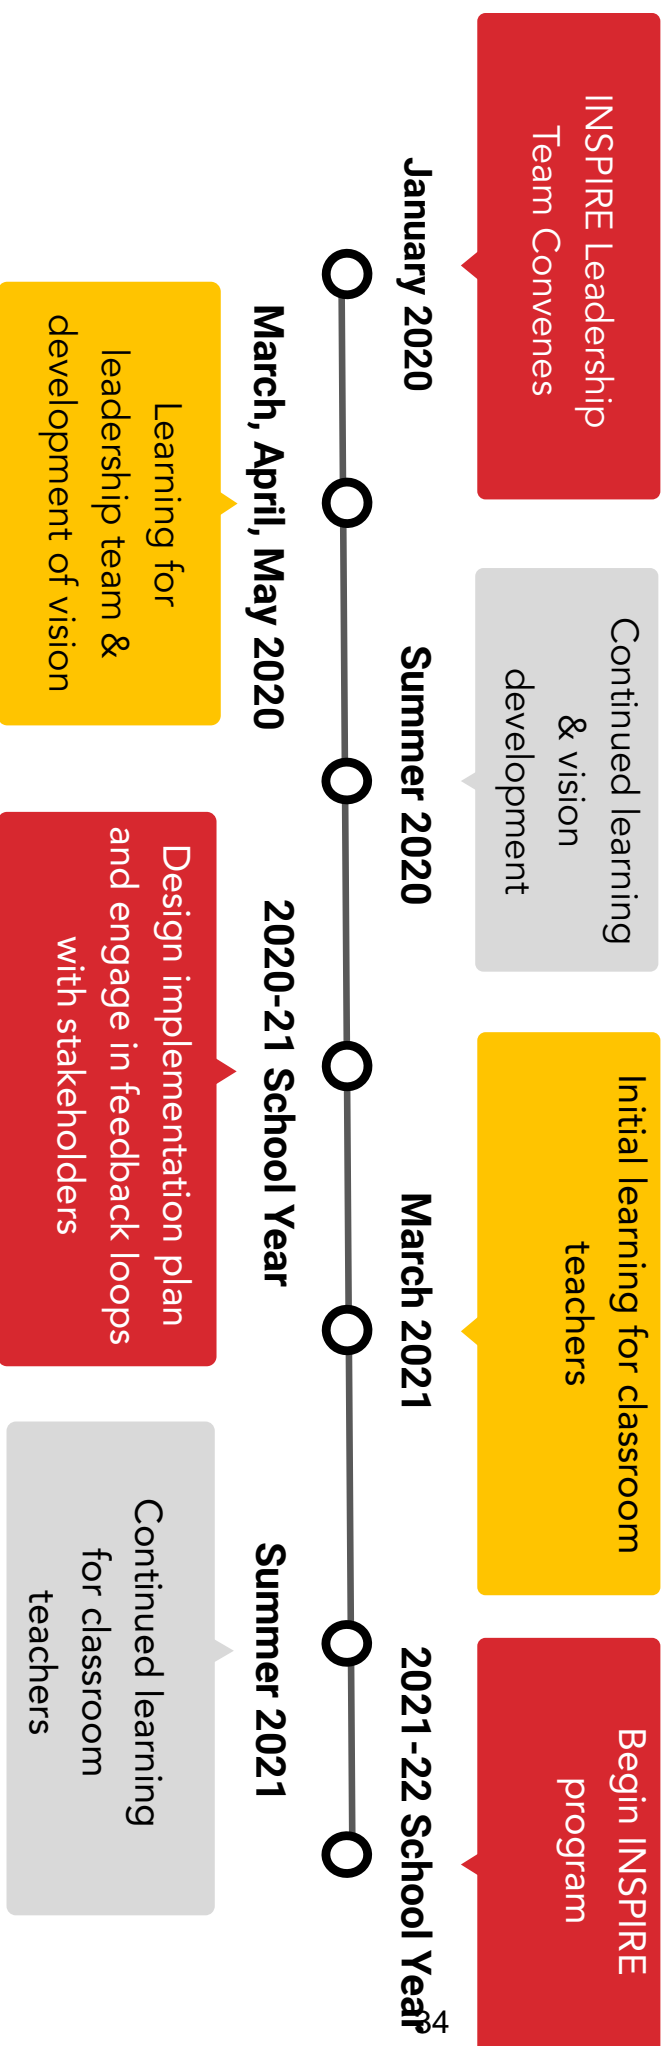 INSPIRE Leadership
Team Convenes
January 2020
March, April, May 2020
Learning for
leadership team &
development of vision
Continued learning
& vision
development
Summer 2020
2020-21 School Year
Design implementation plan
and engage in feedback loops
with stakeholders
Initial learning for classroom
teachers
March 2021
Summer 2021
Continued learning
for classroom
teachers
Begin INSPIRE
program
2021-22 School Year
34